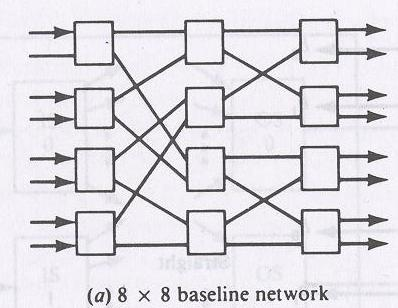 (a) 8 × 8 baseline network